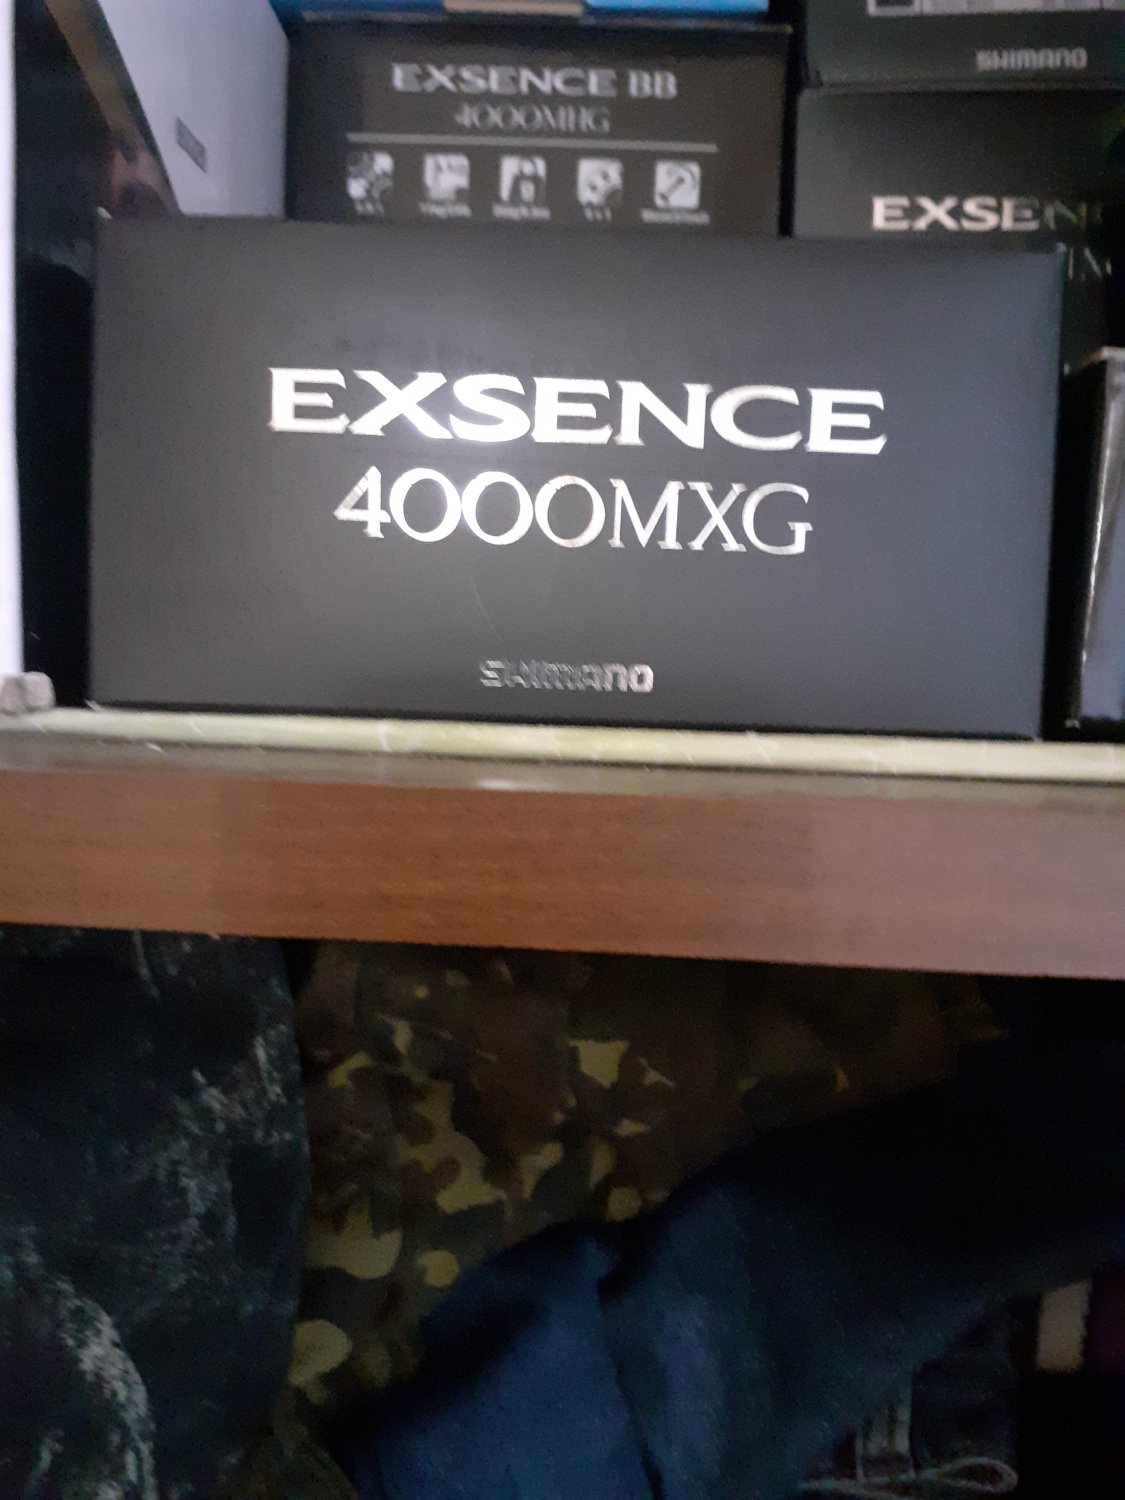 SHIMANO
EXSENCE BB
4000MHG
EXSEN
EXSENCE
4000MXG
SHIMANO